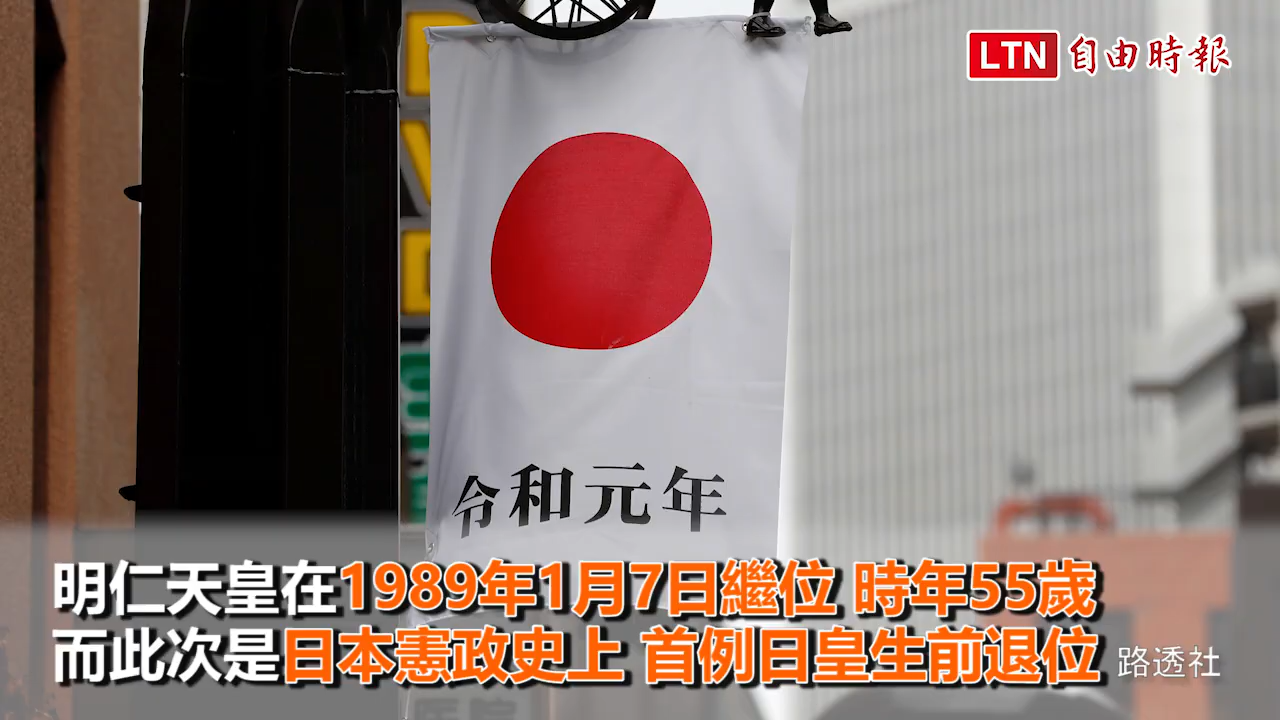 LTN 自由時報
令和元年
明仁天皇在1989年1月7日繼位 時年55歲
而此次是日本憲政史上 首例日皇生前退位
路透社